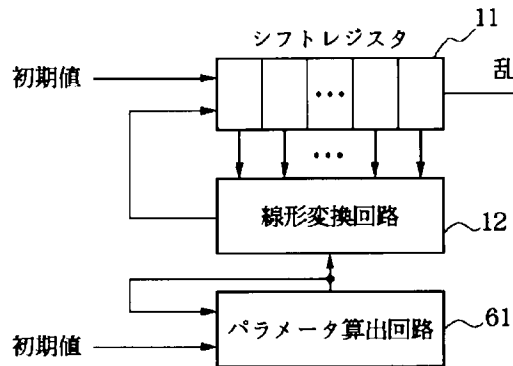 シフトレジスタ
11
初期値
乱
…
…
線形変換回路
12
パラメータ算出回路
61
初期値